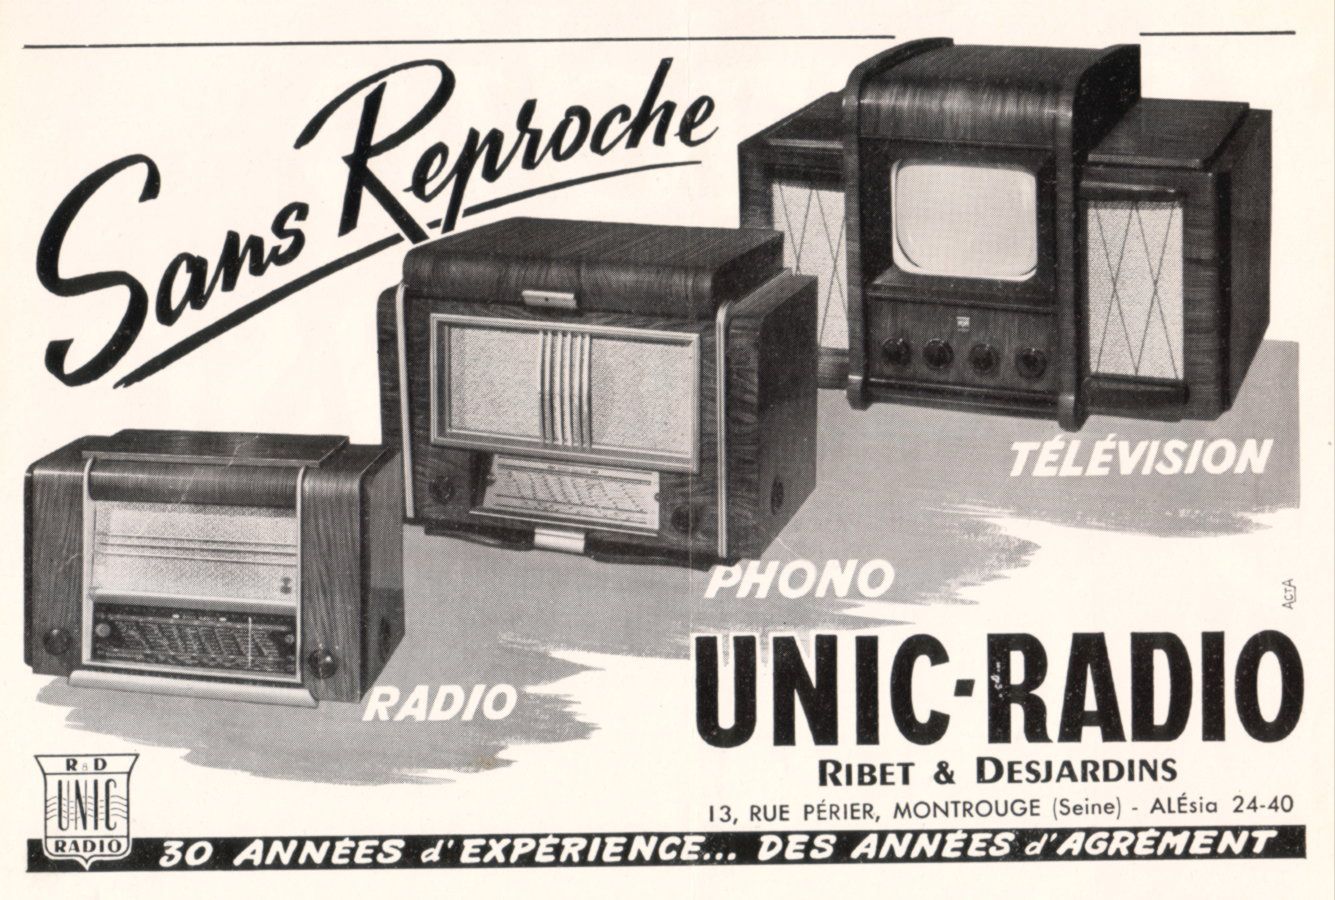 Sans Reproche
TÉLÉVISION
PHONO
RADIO
ACTA
UNIC-RADIO
RIBET & DESJARDINS
13, RUE PÉRIER, MONTROUGE (Seine) - ALÉsia 24-40
R & D
UNIC
RADIO
30 ANNÉES d'EXPÉRIENCE... DES ANNÉES d'AGRÉMENT